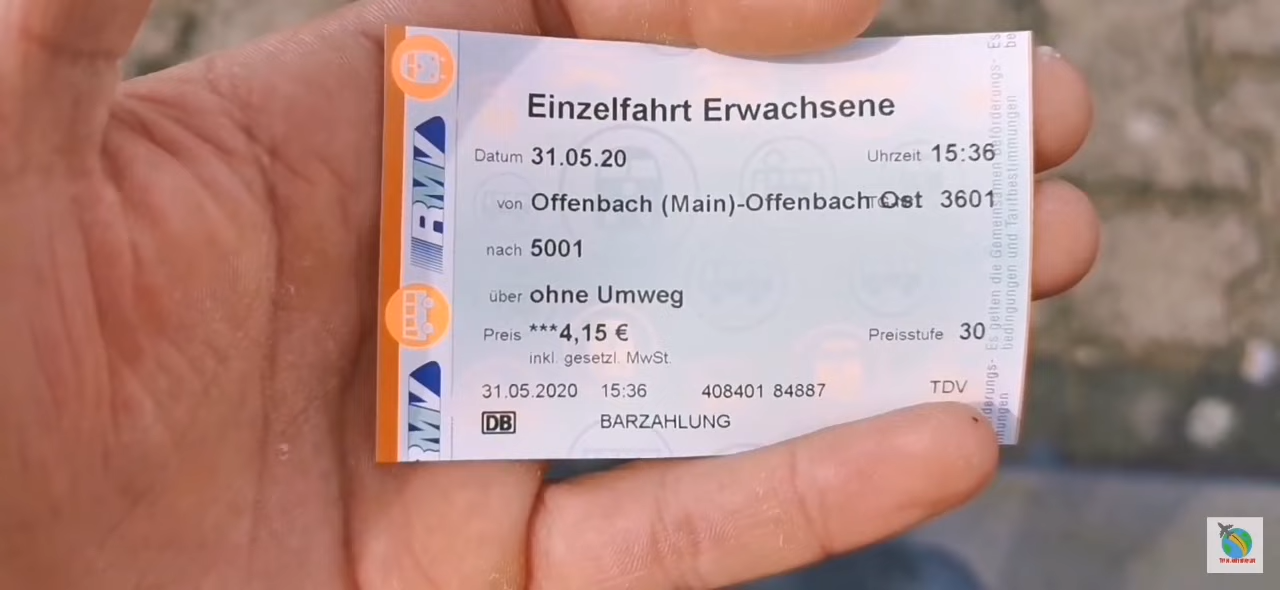 Einzelfahrt Erwachsene
Datum 31.05.20 Uhrzeit 15:36
von Offenbach (Main)-Offenbach Ost 3601
nach 5001
über ohne Umweg
Preis ***4,15 € Preisstufe 30
inkl. gesetzl. MwSt.
31.05.2020 15:36 408401 84887 TDV
DB BARZAHLUNG
RMV
RMV
Es gelten die Gemeinsamen Beförderungs-
bedingungen und Tarifbestimmungen